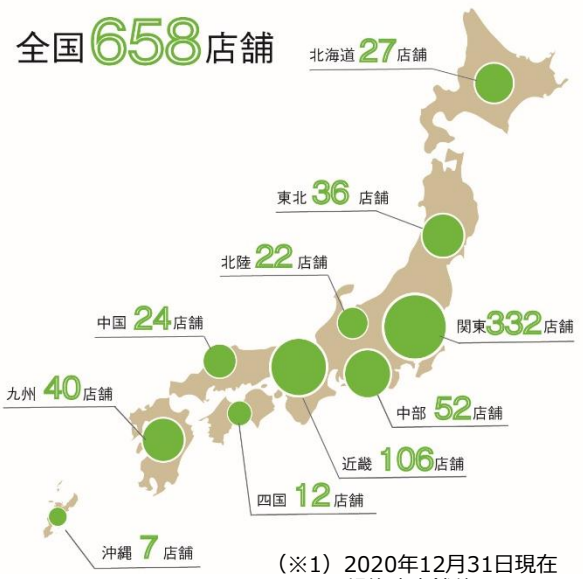 全国658店舗
北海道27店舗
東北 36 店舗
北陸 22 店舗
中国 24店舗
関東332店舗
九州 40店舗
中部 52店舗
近畿 106店舗
四国 12店舗
沖縄 7 店舗
（※1）2020年12月31日現在